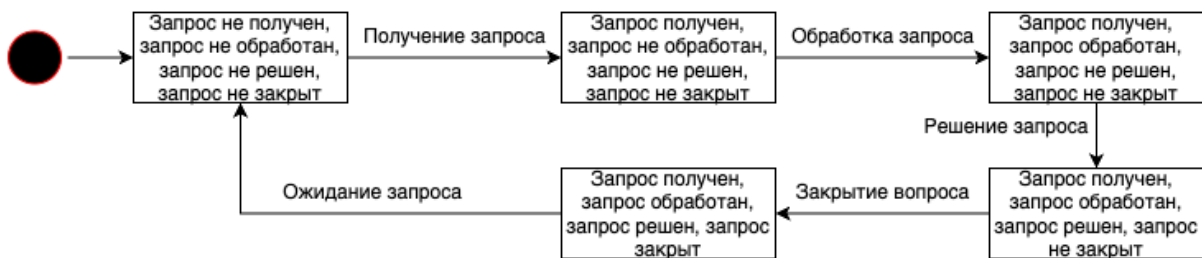 Запрос не получен,
запрос не обработан,
запрос не решен,
запрос не закрыт
Получение запроса
Запрос получен,
запрос не обработан,
запрос не решен,
запрос не закрыт
Обработка запроса
Запрос получен,
запрос обработан,
запрос не решен,
запрос не закрыт
Решение запроса
Запрос получен,
запрос обработан,
запрос решен, запрос
не закрыт
Закрытие вопроса
Запрос получен,
запрос обработан,
запрос решен, запрос
закрыт
Ожидание запроса